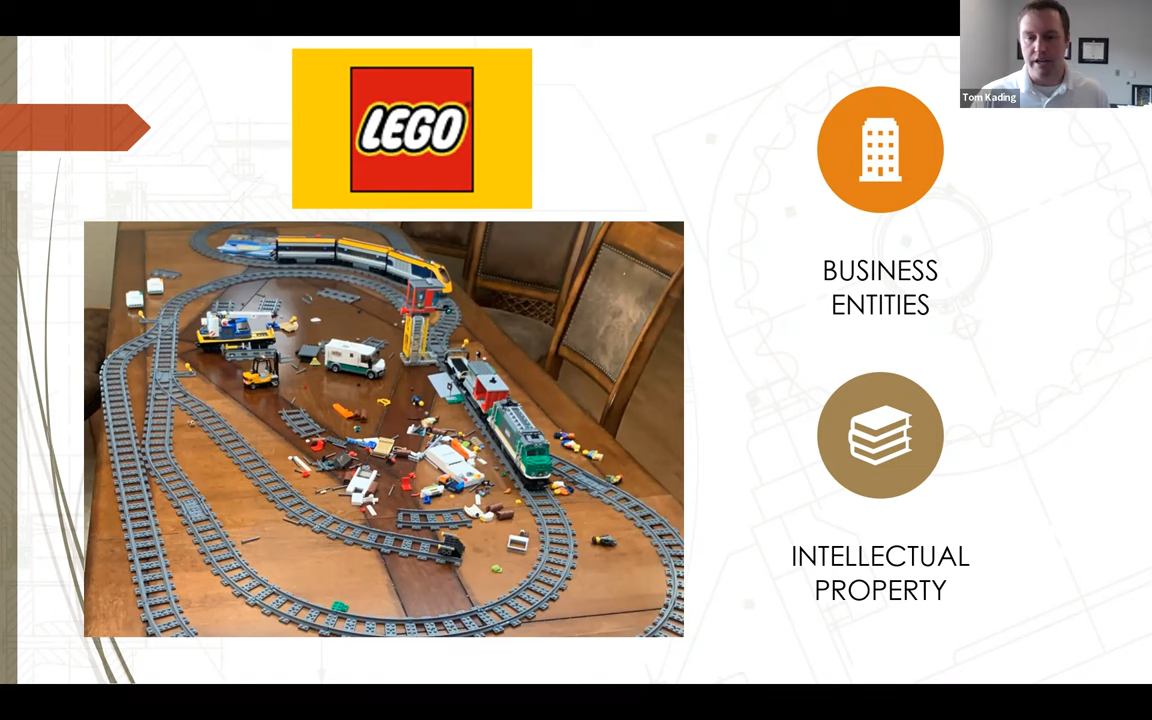 LEGO
Tom Kading
BUSINESS
ENTITIES
INTELLECTUAL
PROPERTY